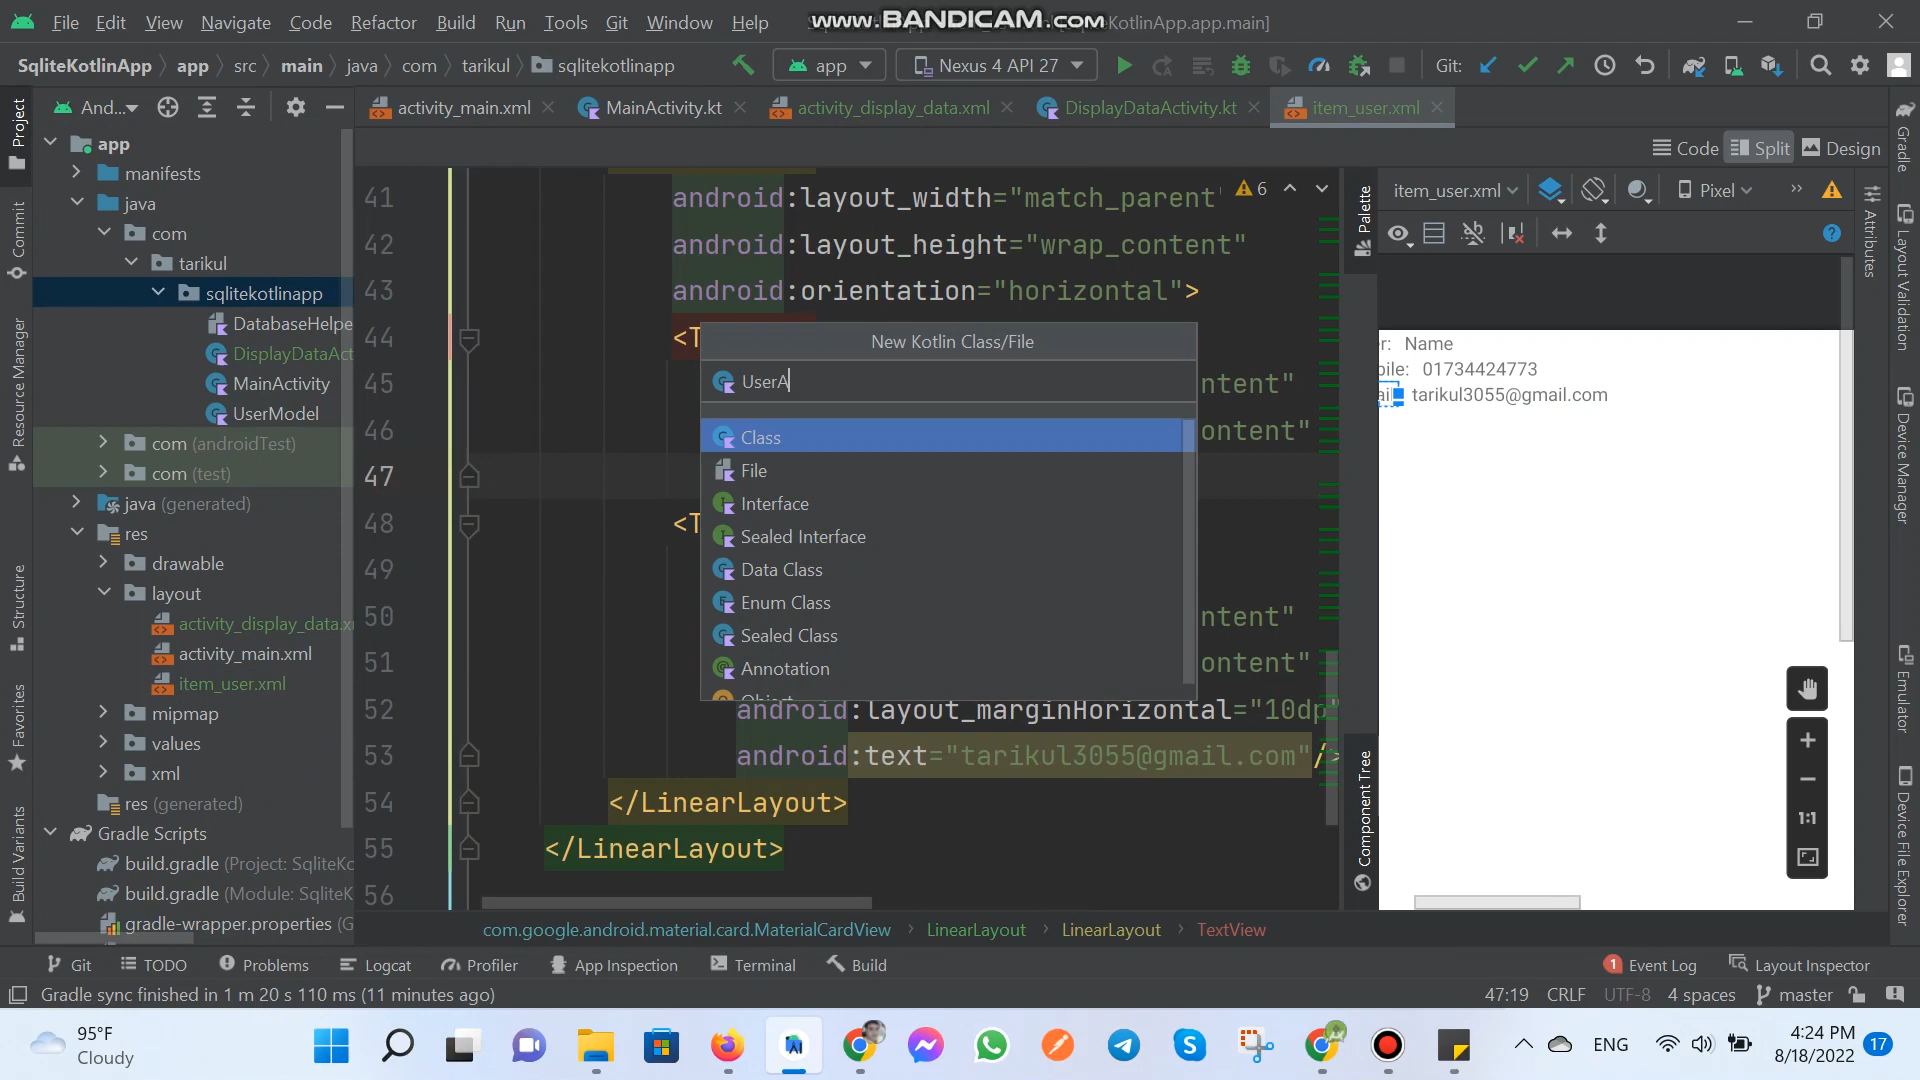 File Edit View Navigate Code Refactor Build Run Tools Git Window Help
www.BANDICAM.com
KotlinApp.app.main]
SqliteKotlinApp app src main java com tarikul sqlitekotlinapp
app
Nexus 4 API 27
Git:
And...
activity_main.xml MainActivity.kt activity_display_data.xml DisplayDataActivity.kt item_user.xml
Code Split Design
Project
Commit
Resource Manager
Structure
Favorites
Build Variants
app
manifests
java
com
tarikul
sqlitekotlinapp
DatabaseHelpe
DisplayDataAct
MainActivity
UserModel
com (androidTest)
com (test)
java (generated)
res
drawable
layout
activity_display_data.x
activity_main.xml
item_user.xml
mipmap
values
xml
res (generated)
Gradle Scripts
build.gradle (Project: SqliteKo
build.gradle (Module: SqliteK
gradle-wrapper.properties (G
41 android:layout_width="match_parent"
6
42 android:layout_height="wrap_content"
43 android:orientation="horizontal">
44 <T
45 ontent"
46 ontent"
47
48 <T
49
50 ntent"
51 ontent"
52 android:layout_marginHorizontal="10dp"
53 android:text="tarikul3055@gmail.com"/>
54 </LinearLayout>
55 </LinearLayout>
56
New Kotlin Class/File
UserA
Class
File
Interface
Sealed Interface
Data Class
Enum Class
Sealed Class
Annotation
Object
Palette
Component Tree
item_user.xml
Pixel
er: Name
bile: 01734424773
ail tarikul3055@gmail.com
1:1
Attributes
Gradle
Layout Validation
Device Manager
Emulator
Device File Explorer
com.google.android.material.card.MaterialCardView LinearLayout LinearLayout TextView
Git TODO Problems Logcat Profiler App Inspection Terminal Build
1 Event Log Layout Inspector
Gradle sync finished in 1 m 20 s 110 ms (11 minutes ago)
47:19 CRLF UTF-8 4 spaces master
95°F
Cloudy
ENG
4:24 PM
8/18/2022
17